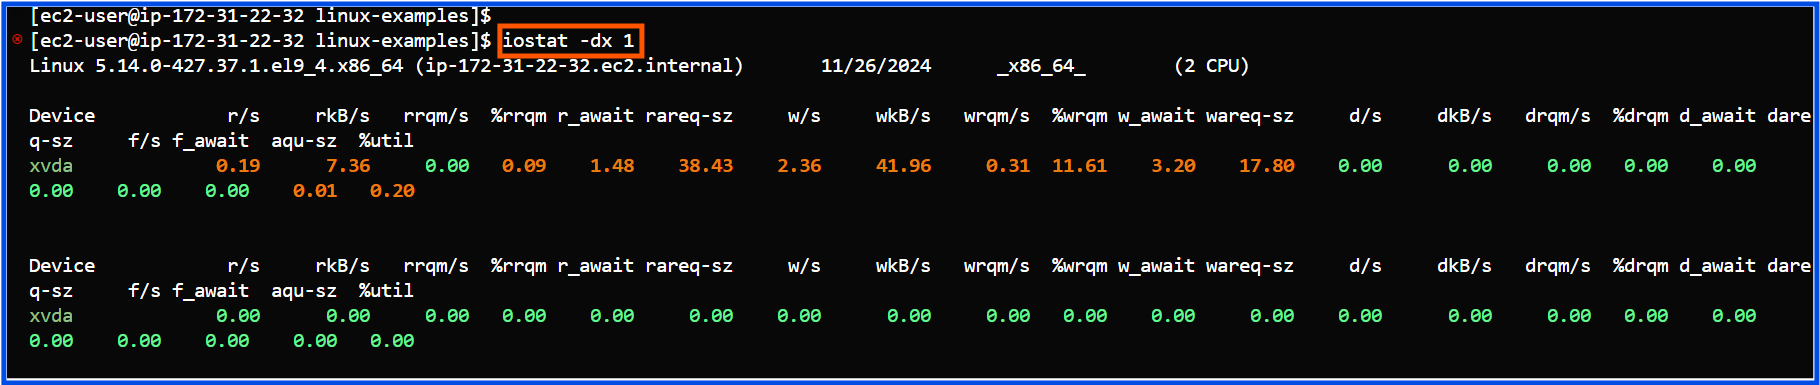 [ec2-user@ip-172-31-22-32 linux-examples]$
[ec2-user@ip-172-31-22-32 linux-examples]$ iostat -dx 1
Linux 5.14.0-427.37.1.el9_4.x86_64 (ip-172-31-22-32.ec2.internal) 11/26/2024 _x86_64_ (2 CPU)
Device r/s rkB/s rrqm/s %rrqm r_await rareq-sz w/s wkB/s wrqm/s %wrqm w_await wareq-sz d/s dkB/s drqm/s %drqm d_await dare
q-sz f/s f_await aqu-sz %util
xvda 0.19 7.36 0.00 0.09 1.48 38.43 2.36 41.96 0.31 11.61 3.20 17.80 0.00 0.00 0.00 0.00 0.00
0.00 0.00 0.00 0.01 0.20
Device r/s rkB/s rrqm/s %rrqm r_await rareq-sz w/s wkB/s wrqm/s %wrqm w_await wareq-sz d/s dkB/s drqm/s %drqm d_await dare
q-sz f/s f_await aqu-sz %util
xvda 0.00 0.00 0.00 0.00 0.00 0.00 0.00 0.00 0.00 0.00 0.00 0.00 0.00 0.00 0.00 0.00 0.00
0.00 0.00 0.00 0.00 0.00